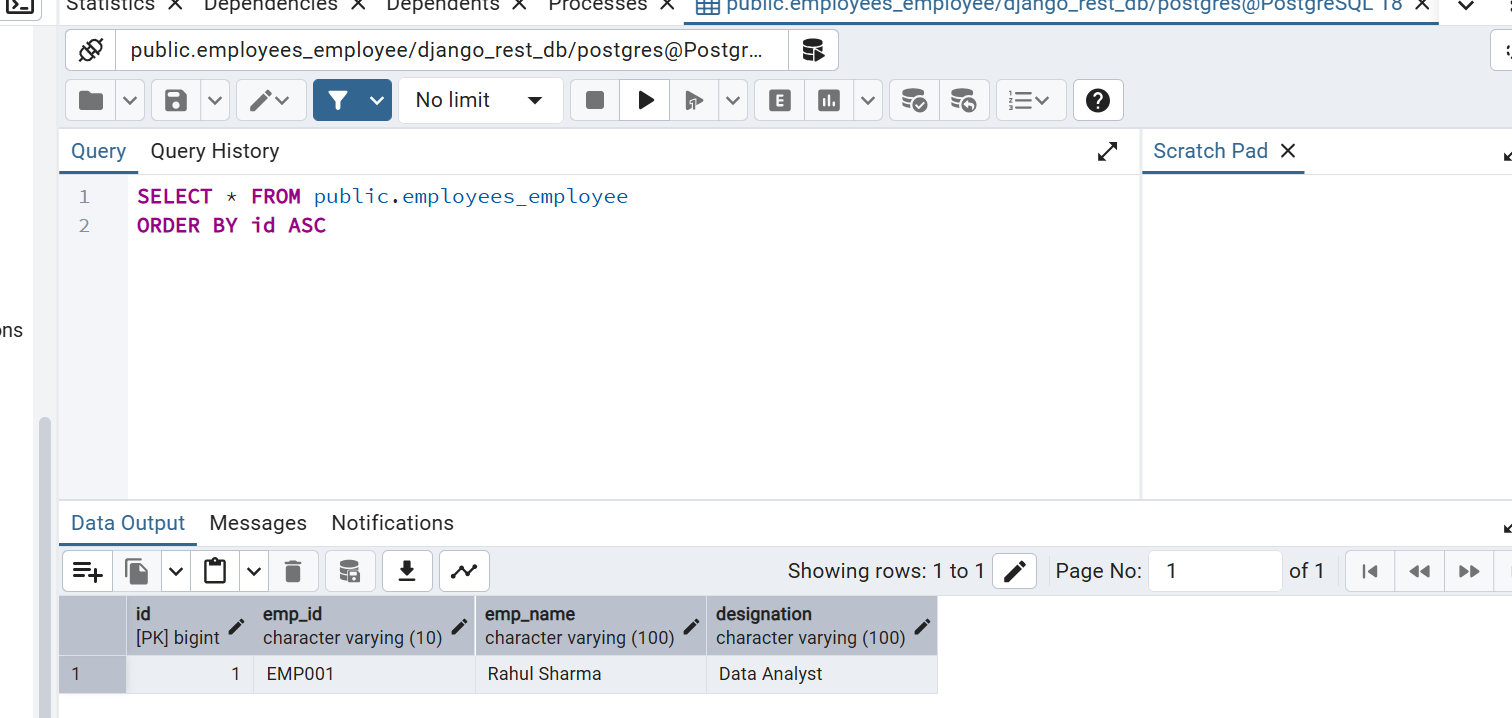 Statistics Dependencies Dependents Processes public.employees_employee/django_rest_db/postgres@PostgreSQL 18
public.employees_employee/django_rest_db/postgres@Postgr...
No limit
Query Query History Scratch Pad
1 SELECT * FROM public.employees_employee
2 ORDER BY id ASC
ons
Data Output Messages Notifications
Showing rows: 1 to 1 Page No: 1 of 1
id emp_id emp_name designation
[PK] bigint character varying (10) character varying (100) character varying (100)
1 1 EMP001 Rahul Sharma Data Analyst